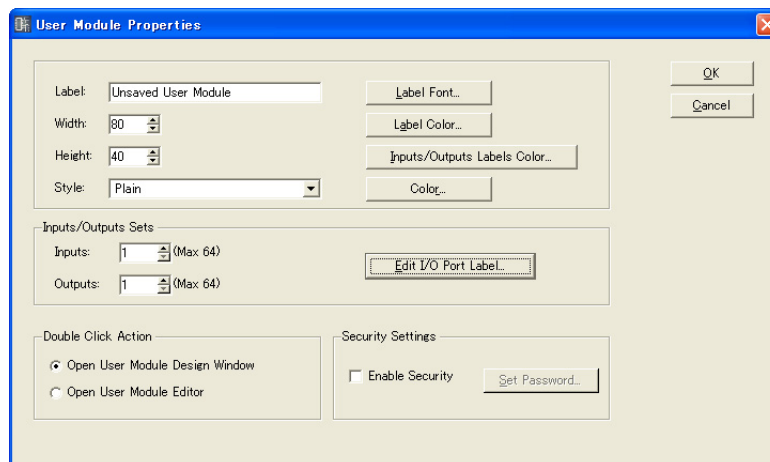 User Module Properties
Label: Unsaved User Module Label Font... OK
Width: 80 Label Color... Cancel
Height: 40 Inputs/Outputs Labels Color...
Style: Plain Color...
Inputs/Outputs Sets
Inputs: 1 (Max 64)
Edit I/O Port Label...
Outputs: 1 (Max 64)
Double Click Action Security Settings
Open User Module Design Window
Enable Security Set Password...
Open User Module Editor